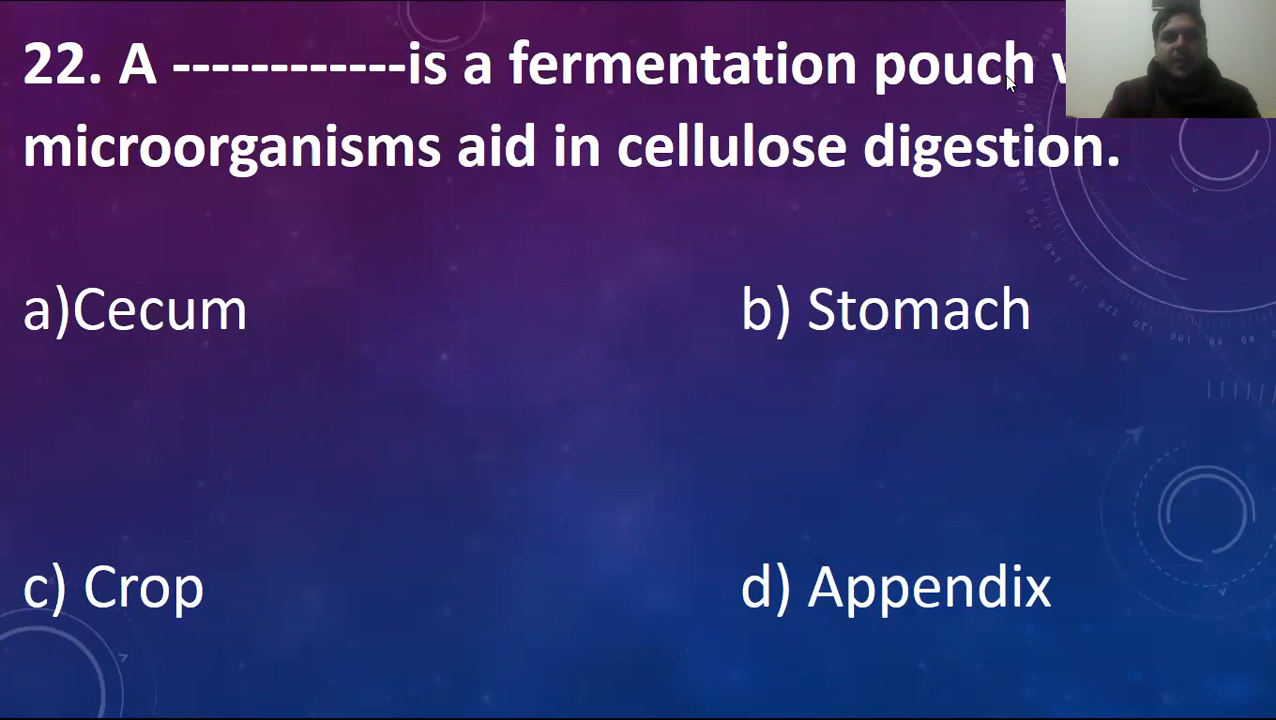 22. A ------------is a fermentation pouch
microorganisms aid in cellulose digestion.
a)Cecum
b) Stomach
c) Crop
d) Appendix